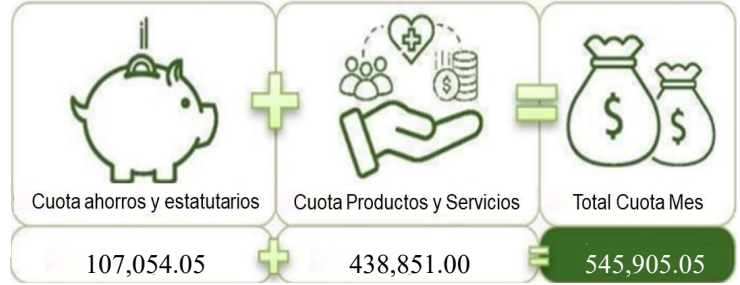 Cuota ahorros y estatutarios
Cuota Productos y Servicios
Total Cuota Mes
107,054.05 + 438,851.00 = 545,905.05